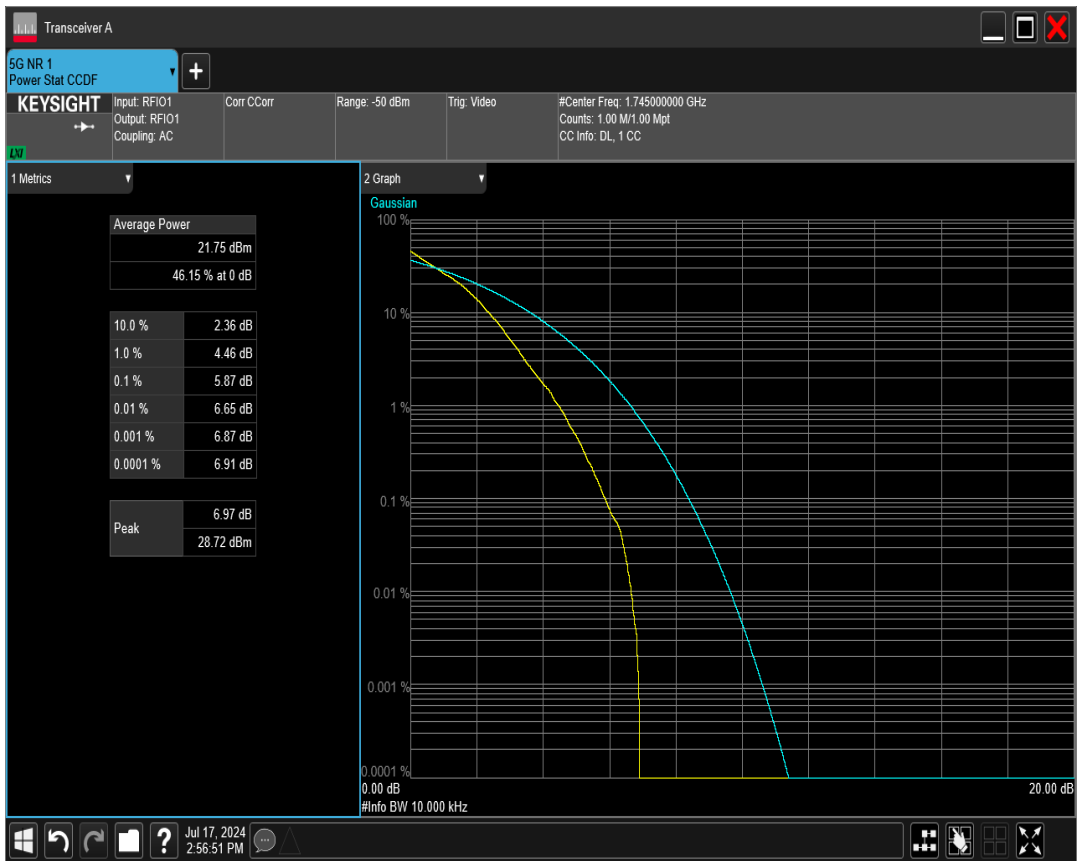 Transceiver A
5G NR 1
Power Stat CCDF
KEYSIGHT
LXI
Input: RFIO1
Output: RFIO1
Coupling: AC
Corr CCorr
Range: -50 dBm
Trig: Video
#Center Freq: 1.745000000 GHz
Counts: 1.00 M/1.00 Mpt
CC Info: DL, 1 CC
1 Metrics
Average Power
21.75 dBm
46.15 % at 0 dB
10.0 % 2.36 dB
1.0 % 4.46 dB
0.1 % 5.87 dB
0.01 % 6.65 dB
0.001 % 6.87 dB
0.0001 % 6.91 dB
Peak
6.97 dB
28.72 dBm
2 Graph
Gaussian
100 %
10 %
1 %
0.1 %
0.01 %
0.001 %
0.0001 %
0.00 dB 20.00 dB
#Info BW 10.000 kHz
Jul 17, 2024
2:56:51 PM